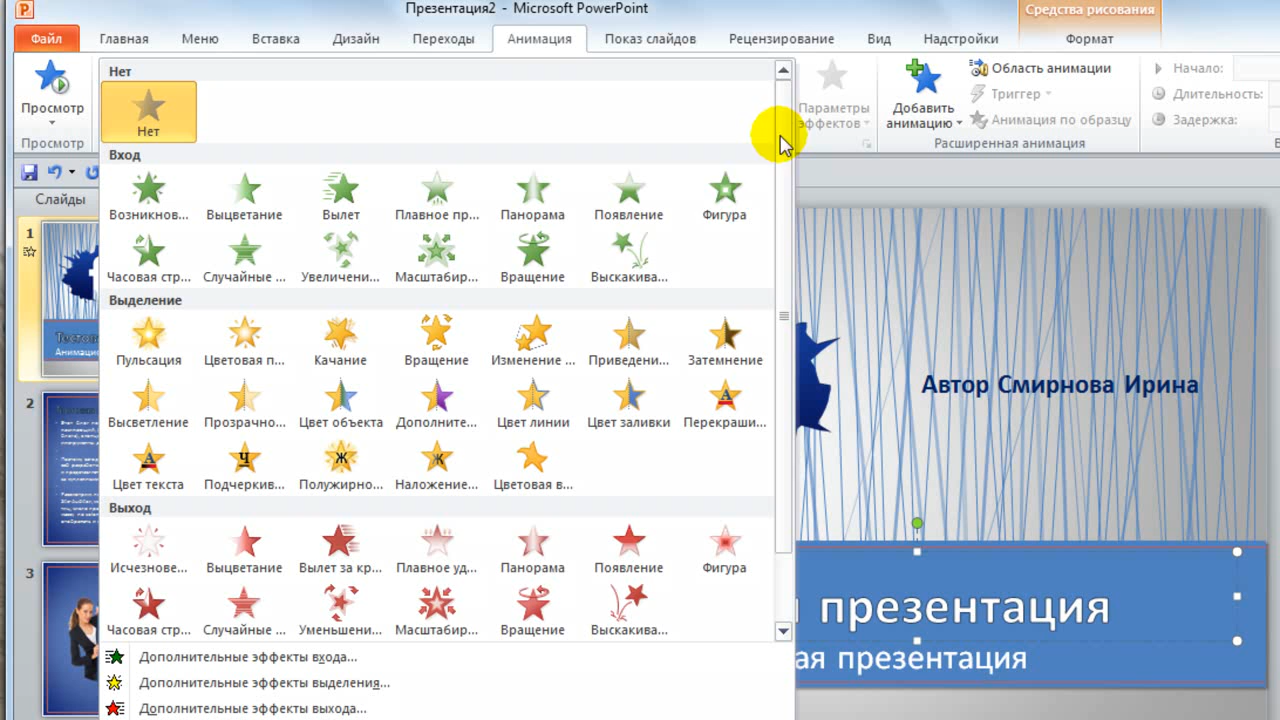 Презентация2 - Microsoft PowerPoint
Средства рисования
Файл Главная Меню Вставка Дизайн Переходы Анимация Показ слайдов Рецензирование Вид Надстройки Формат
Просмотр
Просмотр
Параметры эффектов
Добавить анимацию
Область анимации
Триггер
Анимация по образцу
Расширенная анимация
Начало:
Длительность:
Задержка:
Слайды
1
2
3
Нет
Нет
Вход
Возникнов... Выцветание Вылет Плавное пр... Панорама Появление Фигура
Часовая стр... Случайные ... Увеличени... Масштабир... Вращение Выскакива...
Выделение
Пульсация Цветовая п... Качание Вращение Изменение ... Приведени... Затемнение
Высветление Прозрачно... Цвет объекта Дополните... Цвет линии Цвет заливки Перекраши...
Цвет текста Подчеркив... Полужирно... Наложение... Цветовая в...
Выход
Исчезнове... Выцветание Вылет за кр... Плавное уд... Панорама Появление Фигура
Часовая стр... Случайные ... Уменьшени... Масштабир... Вращение Выскакива...
Дополнительные эффекты входа...
Дополнительные эффекты выделения...
Дополнительные эффекты выхода...
Автор Смирнова Ирина
презентация
ая презентация